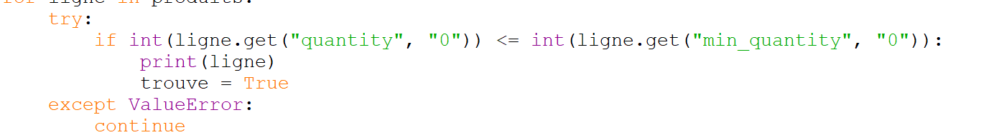 for ligne in produits:
    try:
        if int(ligne.get("quantity", "0")) <= int(ligne.get("min_quantity", "0")):
            print(ligne)
            trouve = True
    except ValueError:
        continue